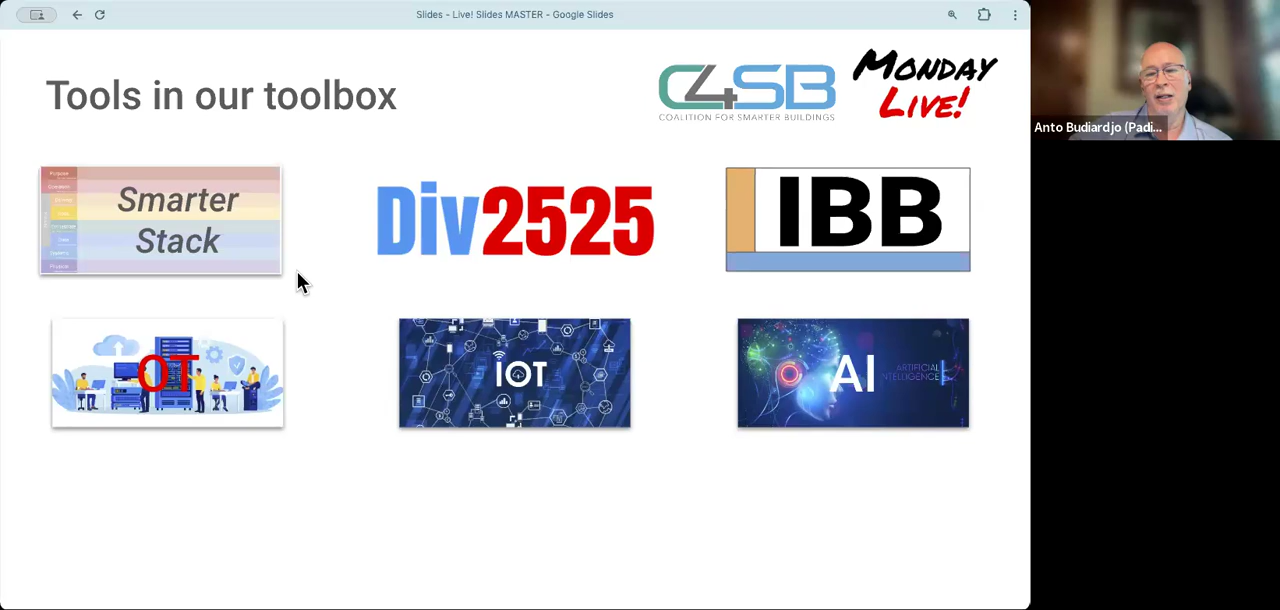 Slides - Live! Slides MASTER - Google Slides
Tools in our toolbox
C4SB
COALITION FOR SMARTER BUILDINGS
MONDAY
LIVE!
Anto Budiardjo (Padi...
Purpose
Smarter
Stack
Div2525
IBB
OT
IOT
AI
ARTIFICIAL
INTELLIGENCE